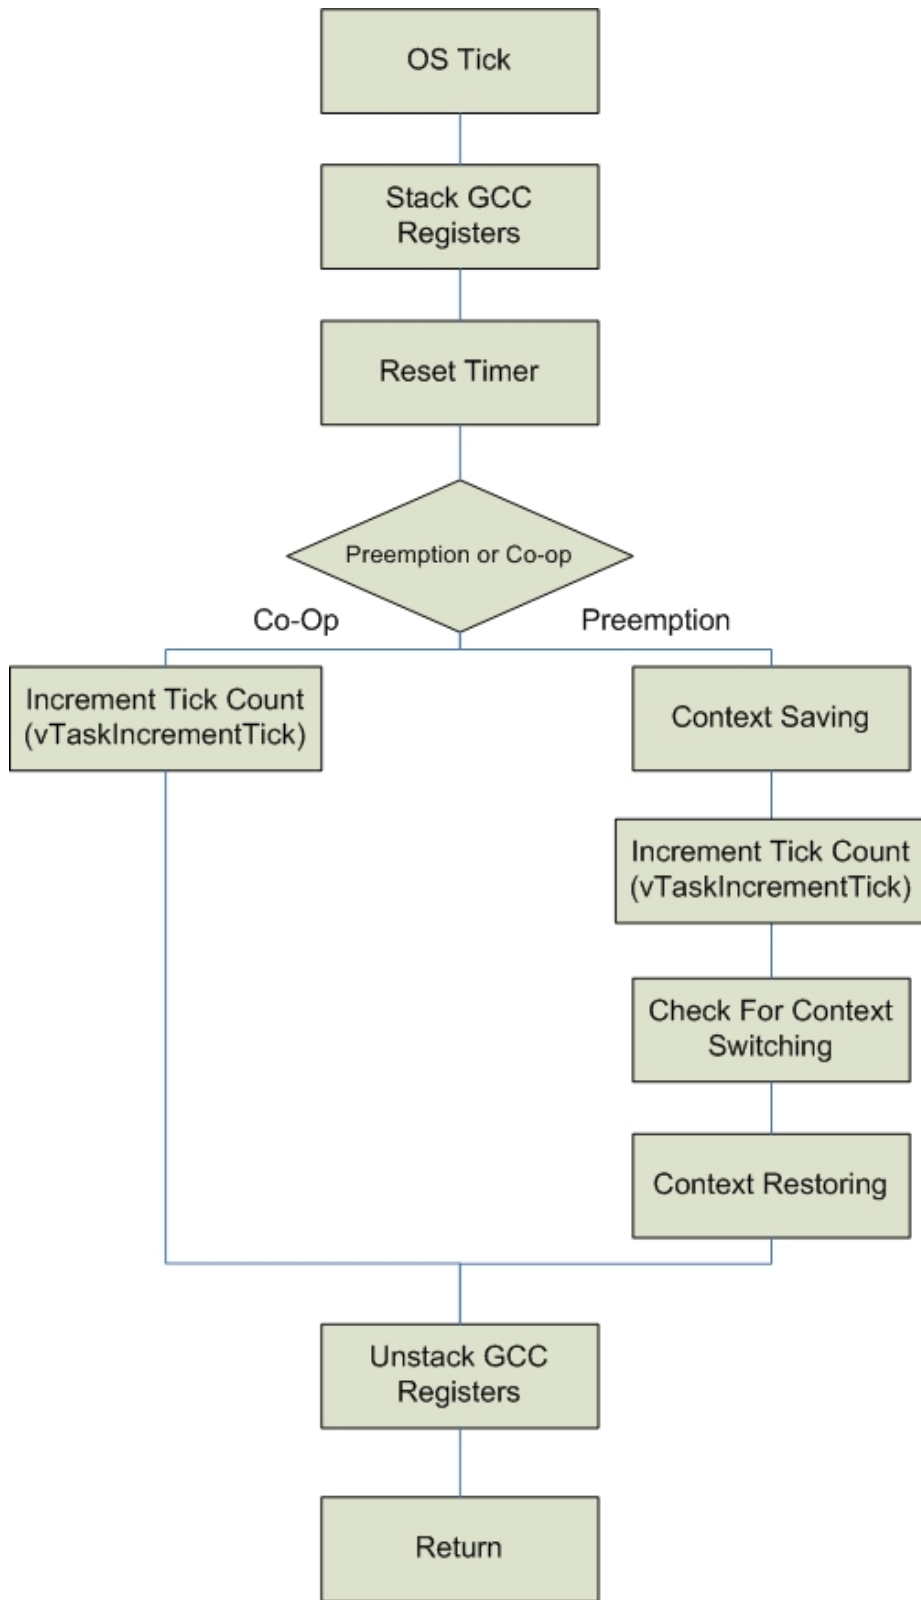 OS Tick
Stack GCC
Registers
Reset Timer
Preemption or Co-op
Co-Op
Preemption
Increment Tick Count
(vTaskIncrementTick)
Context Saving
Increment Tick Count
(vTaskIncrementTick)
Check For Context
Switching
Context Restoring
Unstack GCC
Registers
Return